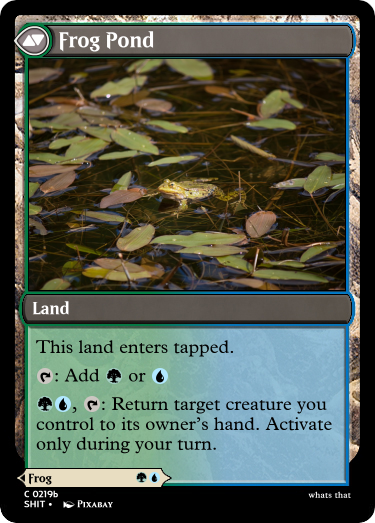 Frog Pond
Land
This land enters tapped.
: Add or
, : Return target creature you
control to its owner's hand. Activate
only during your turn.
Frog
C 0219b
SHIT • Pixabay
whats that